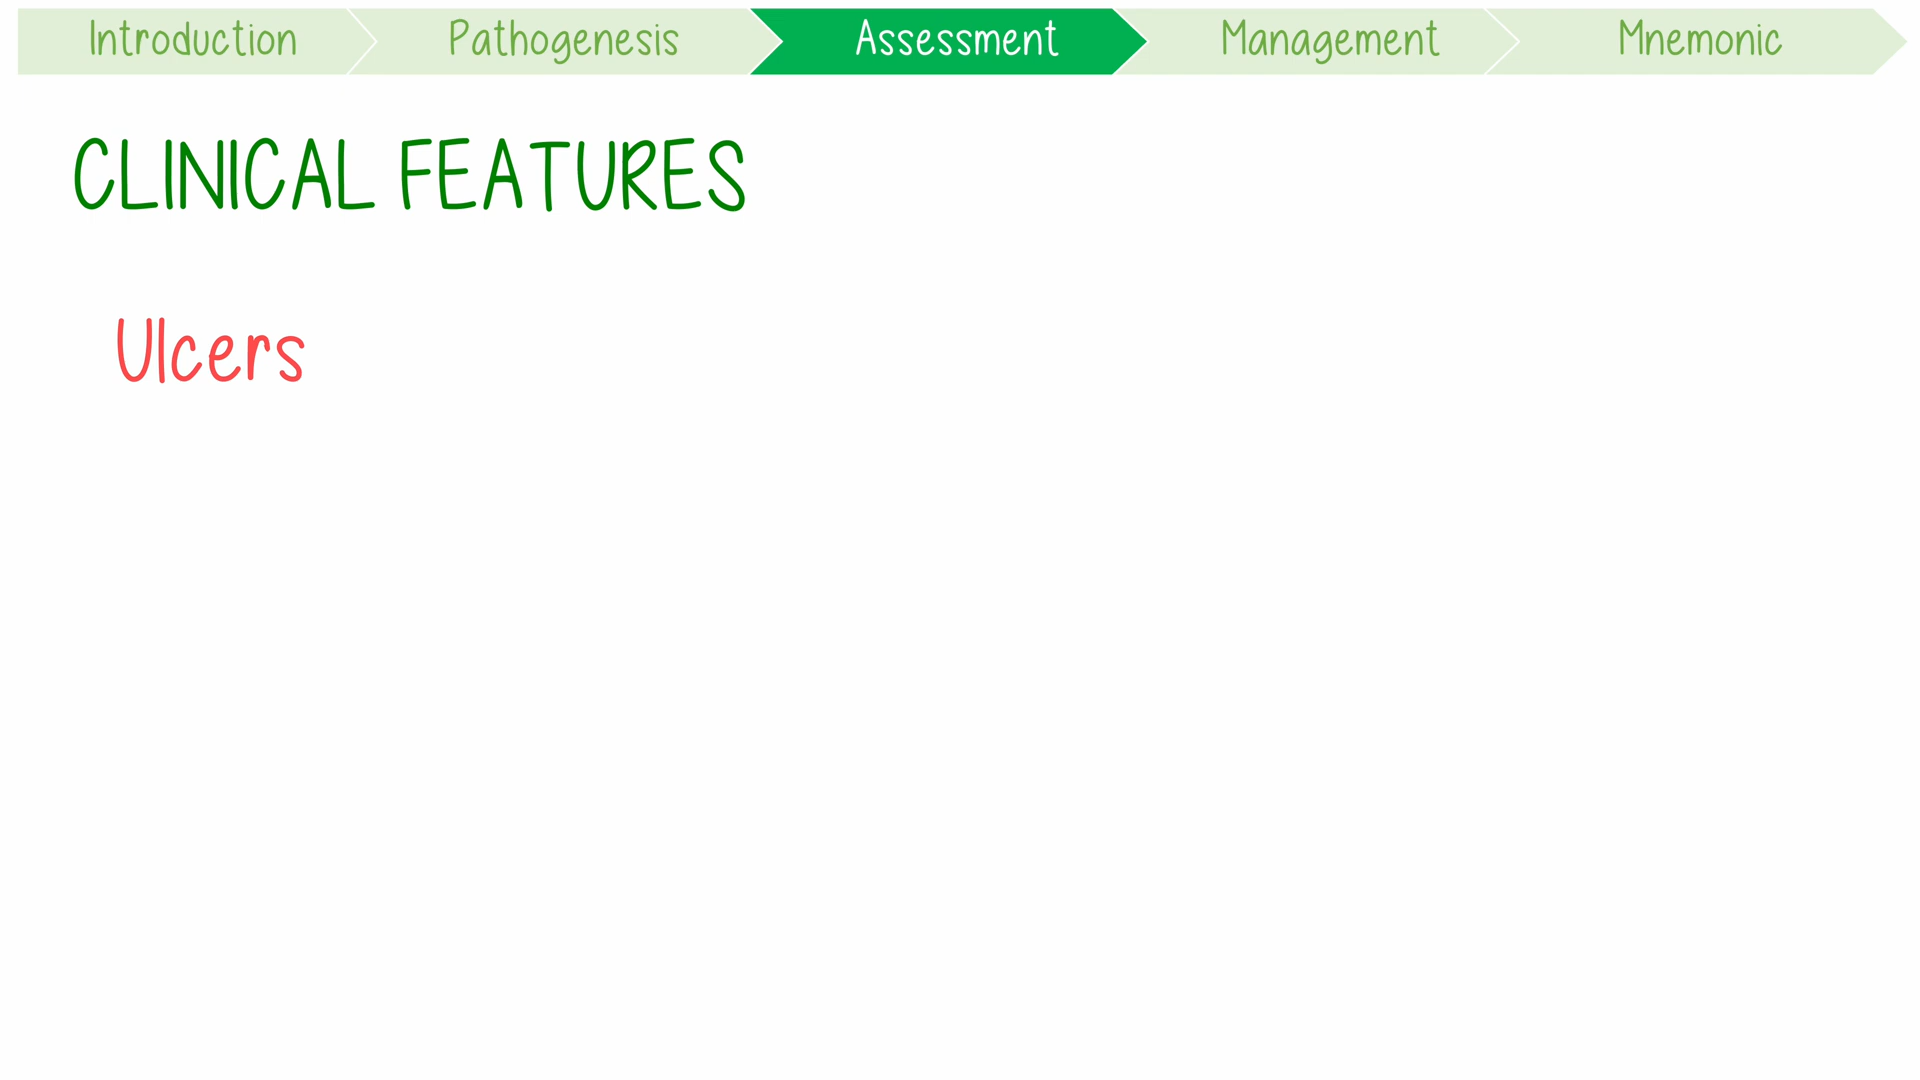 Introduction Pathogenesis Assessment Management Mnemonic
CLINICAL FEATURES
Ulcers